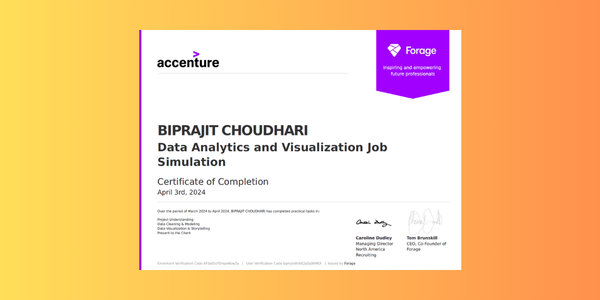 accenture
Forage
Inspiring and empowering
future professionals
BIPRAJIT CHOUDHARI
Data Analytics and Visualization Job
Simulation
Certificate of Completion
April 3rd, 2024
Over the period of March 2024 to April 2024, BIPRAJIT CHOUDHARI has completed practical tasks in:
Project Understanding
Data Cleaning & Modeling
Data Visualization & Storytelling
Present to the Client
Caroline Dudley
Managing Director
North America
Recruiting
Tom Brunskill
CEO, Co-Founder of
Forage
Enrolment Verification Code | User Verification Code | Issued by Forage